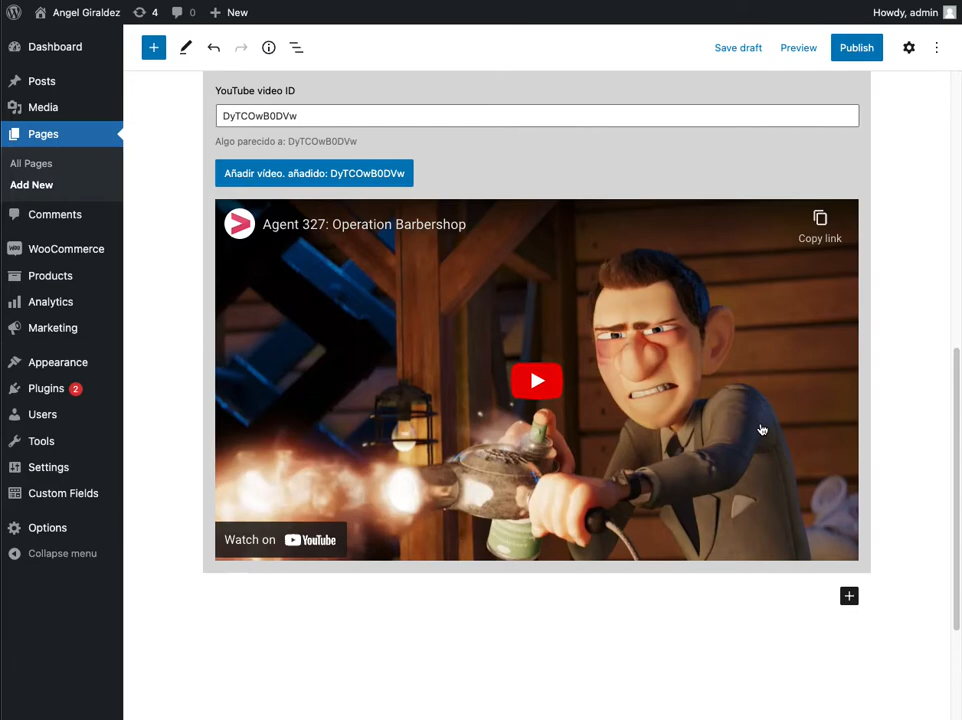 Angel Giraldez
4
New
Howdy, admin
Dashboard
Posts
Media
Pages
All Pages
Add New
Comments
WooCommerce
Products
Analytics
Marketing
Appearance
Plugins 2
Users
Tools
Settings
Custom Fields
Options
Collapse menu
Save draft
Preview
Publish
YouTube video ID
DyTCOwB0DVw
Algo parecido a: DyTCOwB0DVw
Añadir vídeo. añadido: DyTCOwB0DVw
Agent 327: Operation Barbershop
Copy link
Watch on YouTube